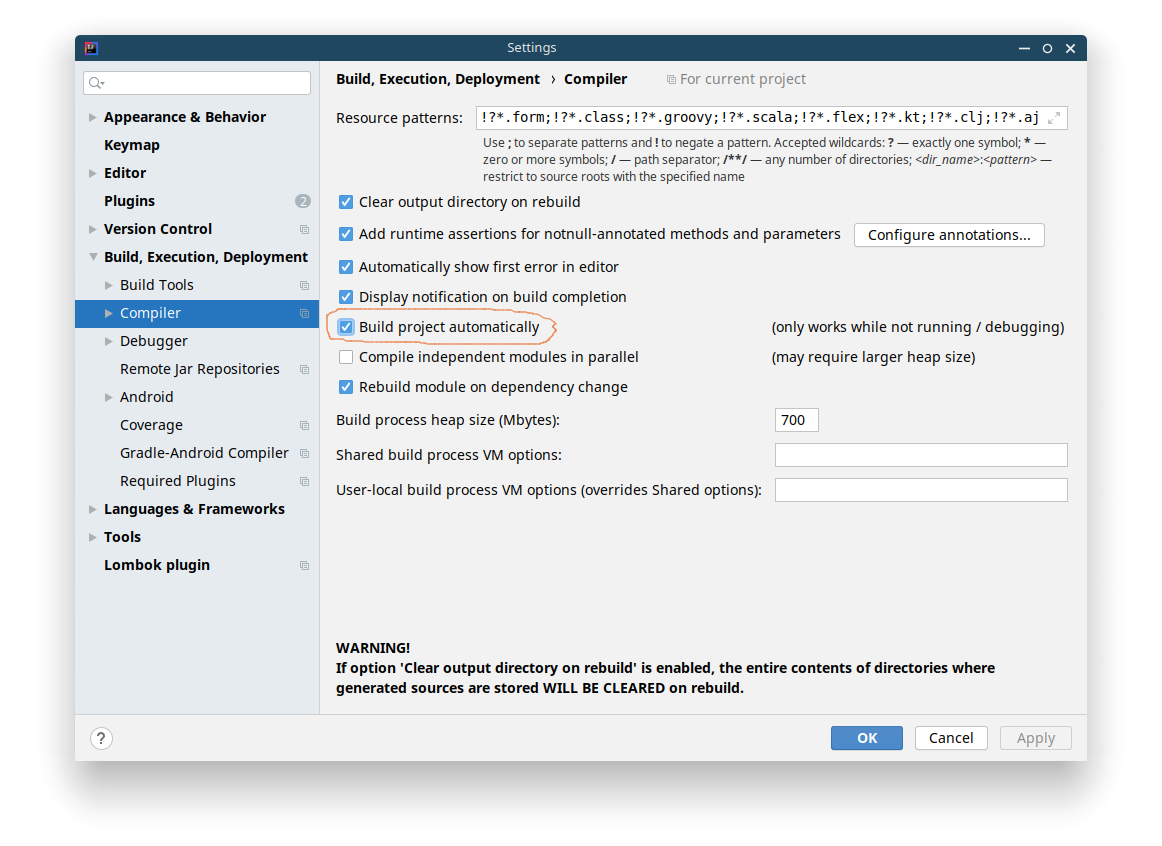 Settings
Appearance & Behavior
Keymap
Editor
Plugins 2
Version Control
Build, Execution, Deployment
Build Tools
Compiler
Debugger
Remote Jar Repositories
Android
Coverage
Gradle-Android Compiler
Required Plugins
Languages & Frameworks
Tools
Lombok plugin
Build, Execution, Deployment › Compiler For current project
Resource patterns: !?*.form;!?*.class;!?*.groovy;!?*.scala;!?*.flex;!?*.kt;!?*.clj;!?*.aj
Use ; to separate patterns and ! to negate a pattern. Accepted wildcards: ? — exactly one symbol; * —
zero or more symbols; / — path separator; /**/ — any number of directories; <dir_name>:<pattern> —
restrict to source roots with the specified name
Clear output directory on rebuild
Add runtime assertions for notnull-annotated methods and parameters Configure annotations...
Automatically show first error in editor
Display notification on build completion
Build project automatically (only works while not running / debugging)
Compile independent modules in parallel (may require larger heap size)
Rebuild module on dependency change
Build process heap size (Mbytes): 700
Shared build process VM options:
User-local build process VM options (overrides Shared options):
WARNING!
If option 'Clear output directory on rebuild' is enabled, the entire contents of directories where
generated sources are stored WILL BE CLEARED on rebuild.
? OK Cancel Apply